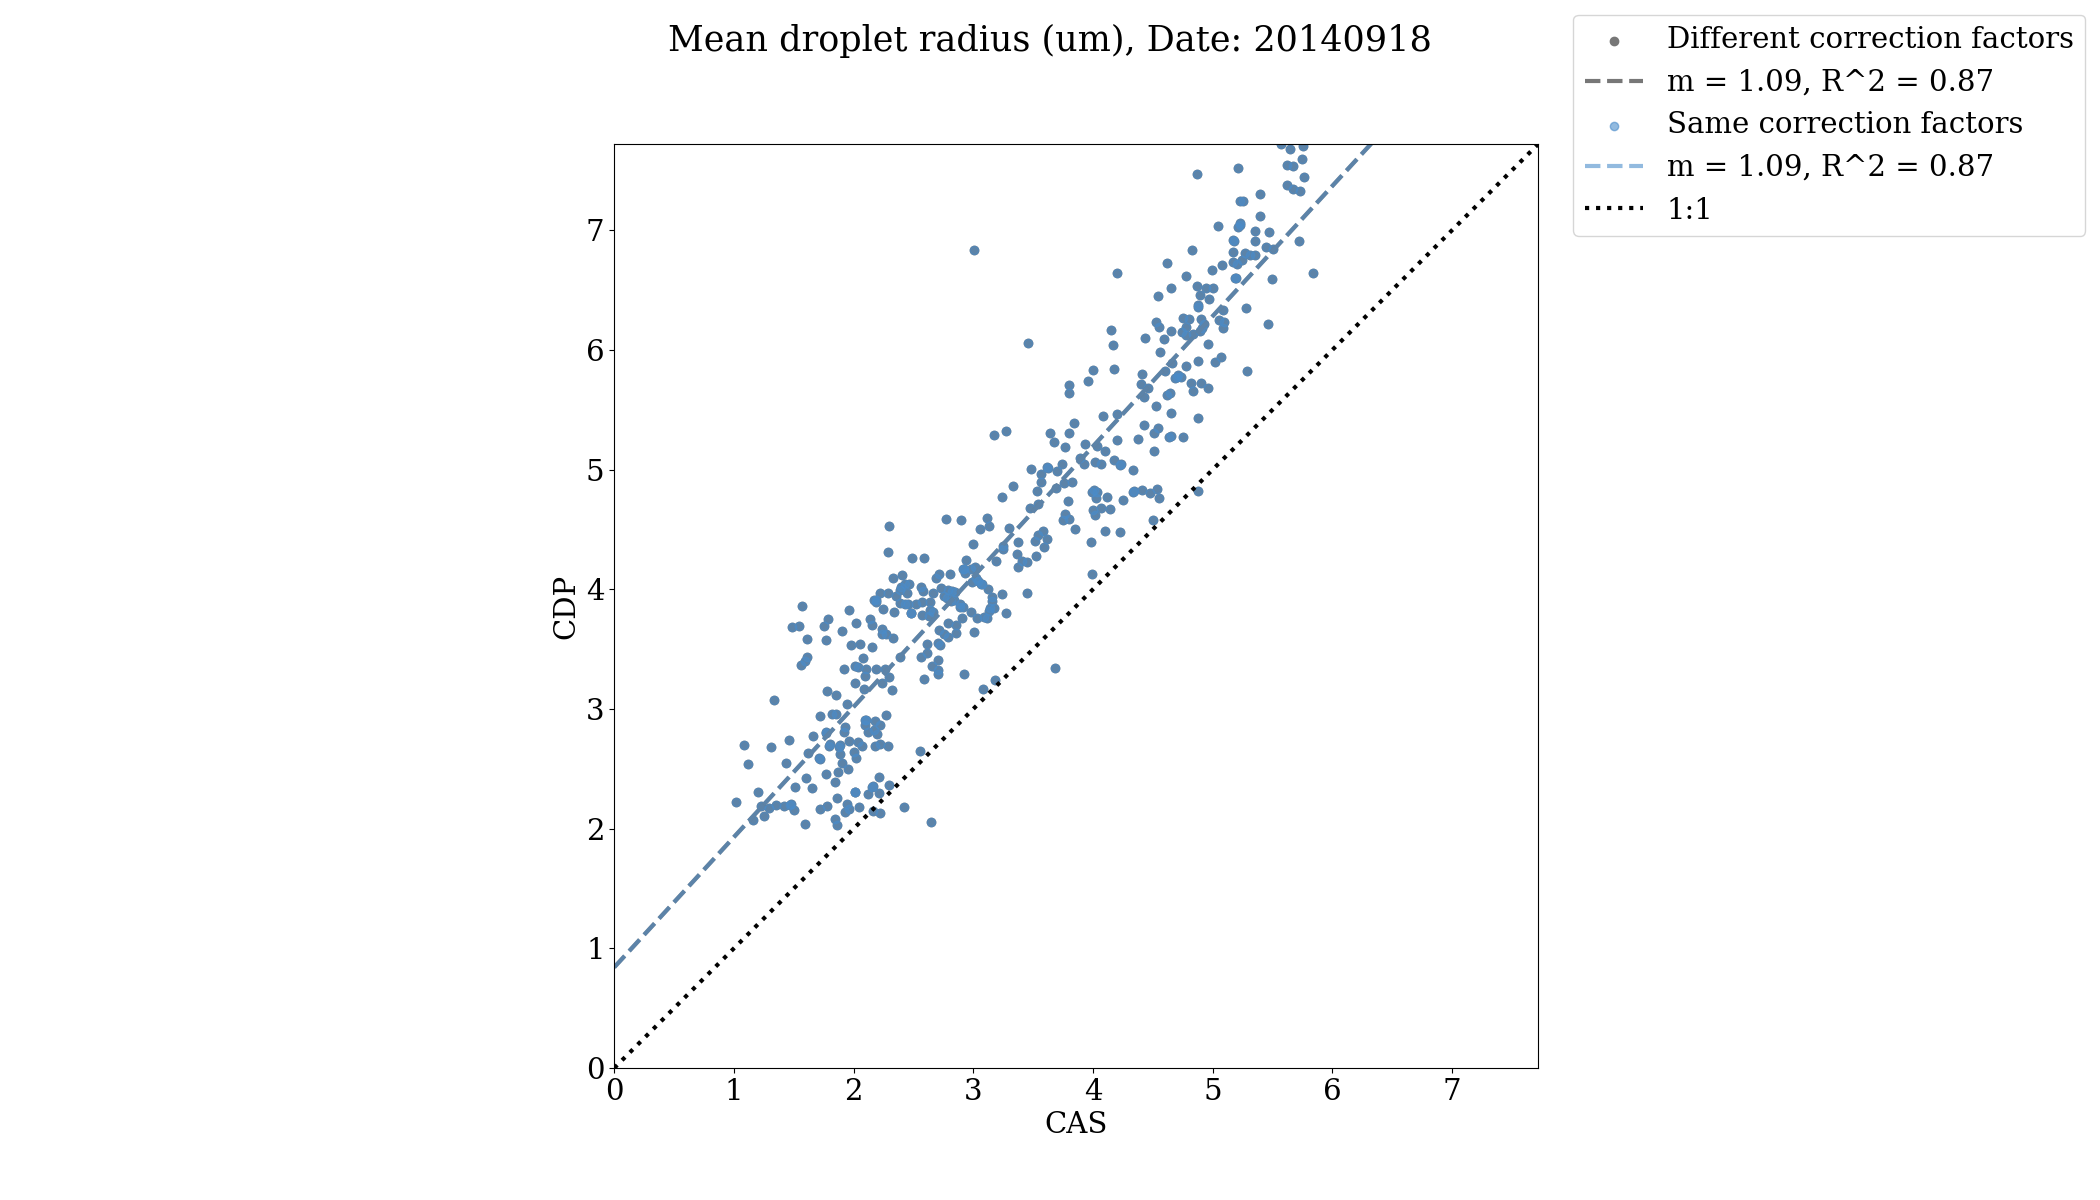 Mean droplet radius (um), Date: 20140918
Different correction factors
m = 1.09, R^2 = 0.87
Same correction factors
m = 1.09, R^2 = 0.87
1:1
7
6
5
4
3
2
1
0
CDP
0 1 2 3 4 5 6 7
CAS